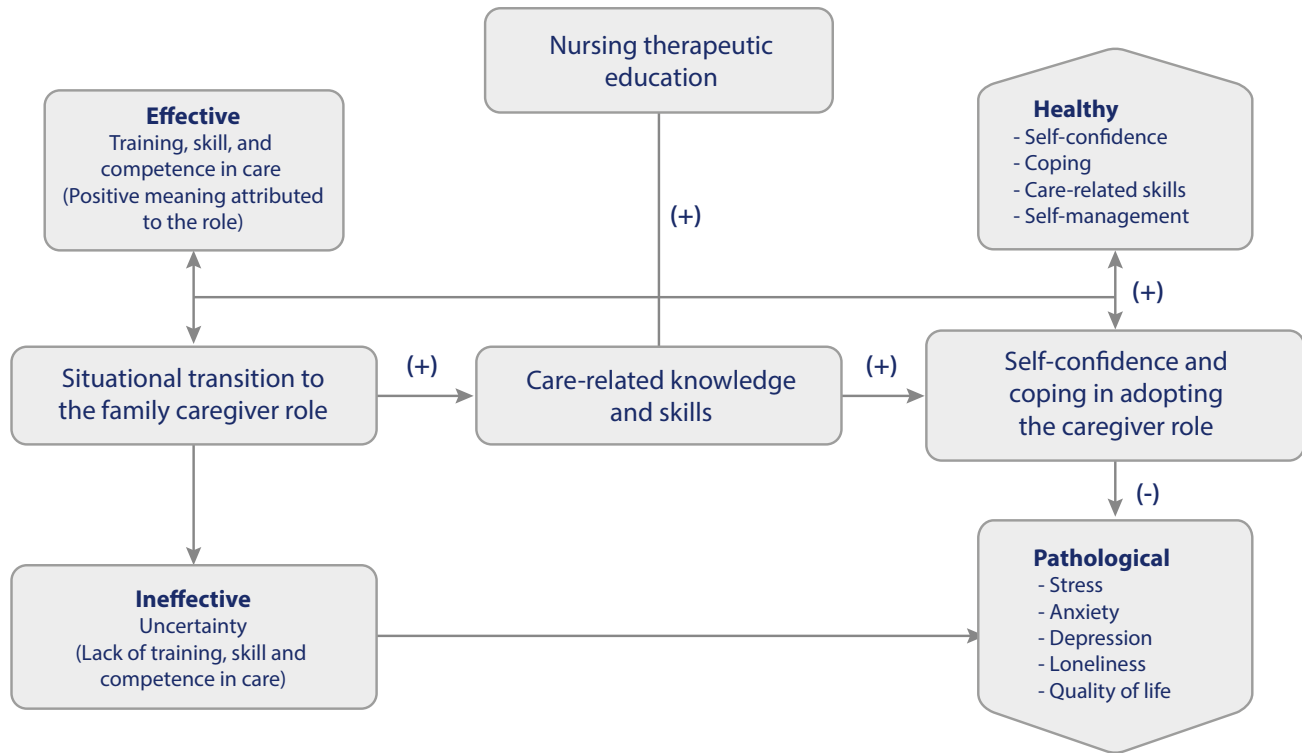 Nursing therapeutic
education
Effective
Training, skill, and
competence in care
(Positive meaning attributed
to the role)
Healthy
- Self-confidence
- Coping
- Care-related skills
- Self-management
(+)
(+)
Situational transition to
the family caregiver role
(+)
Care-related knowledge
and skills
(+)
Self-confidence and
coping in adopting
the caregiver role
(-)
Ineffective
Uncertainty
(Lack of training, skill and
competence in care)
Pathological
- Stress
- Anxiety
- Depression
- Loneliness
- Quality of life